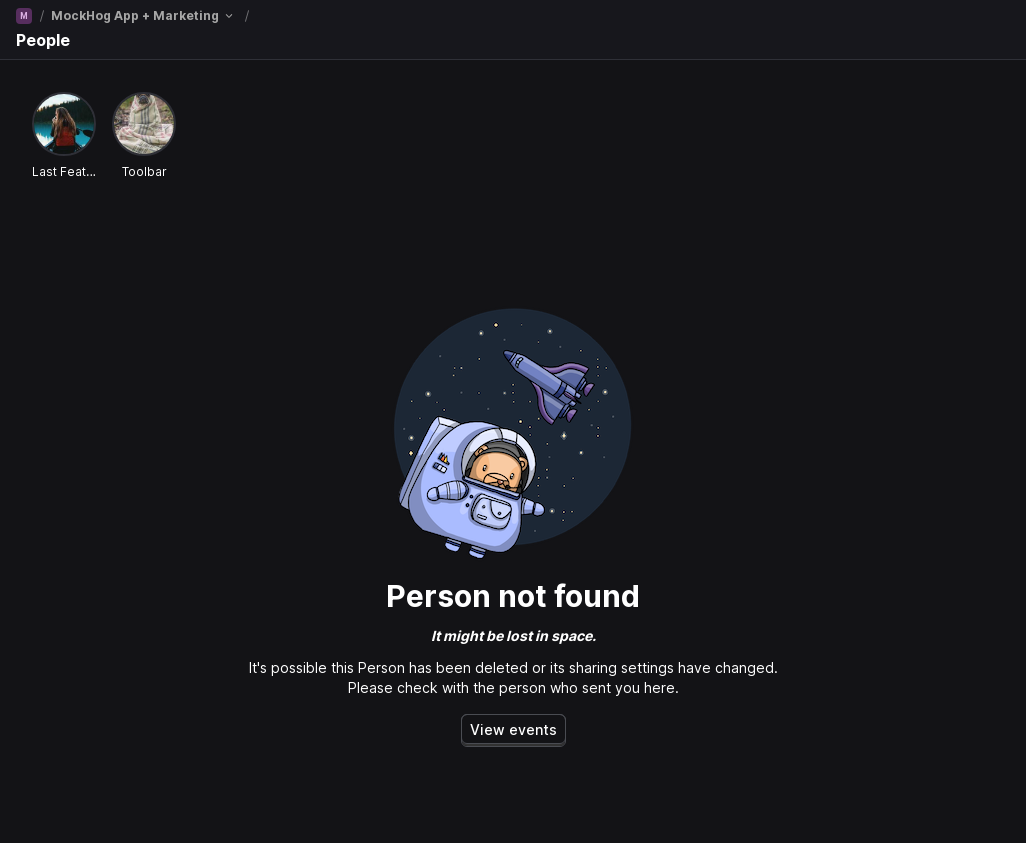 M / MockHog App + Marketing /
People
Last Feat...
Toolbar
Person not found
It might be lost in space.
It's possible this Person has been deleted or its sharing settings have changed.
Please check with the person who sent you here.
View events